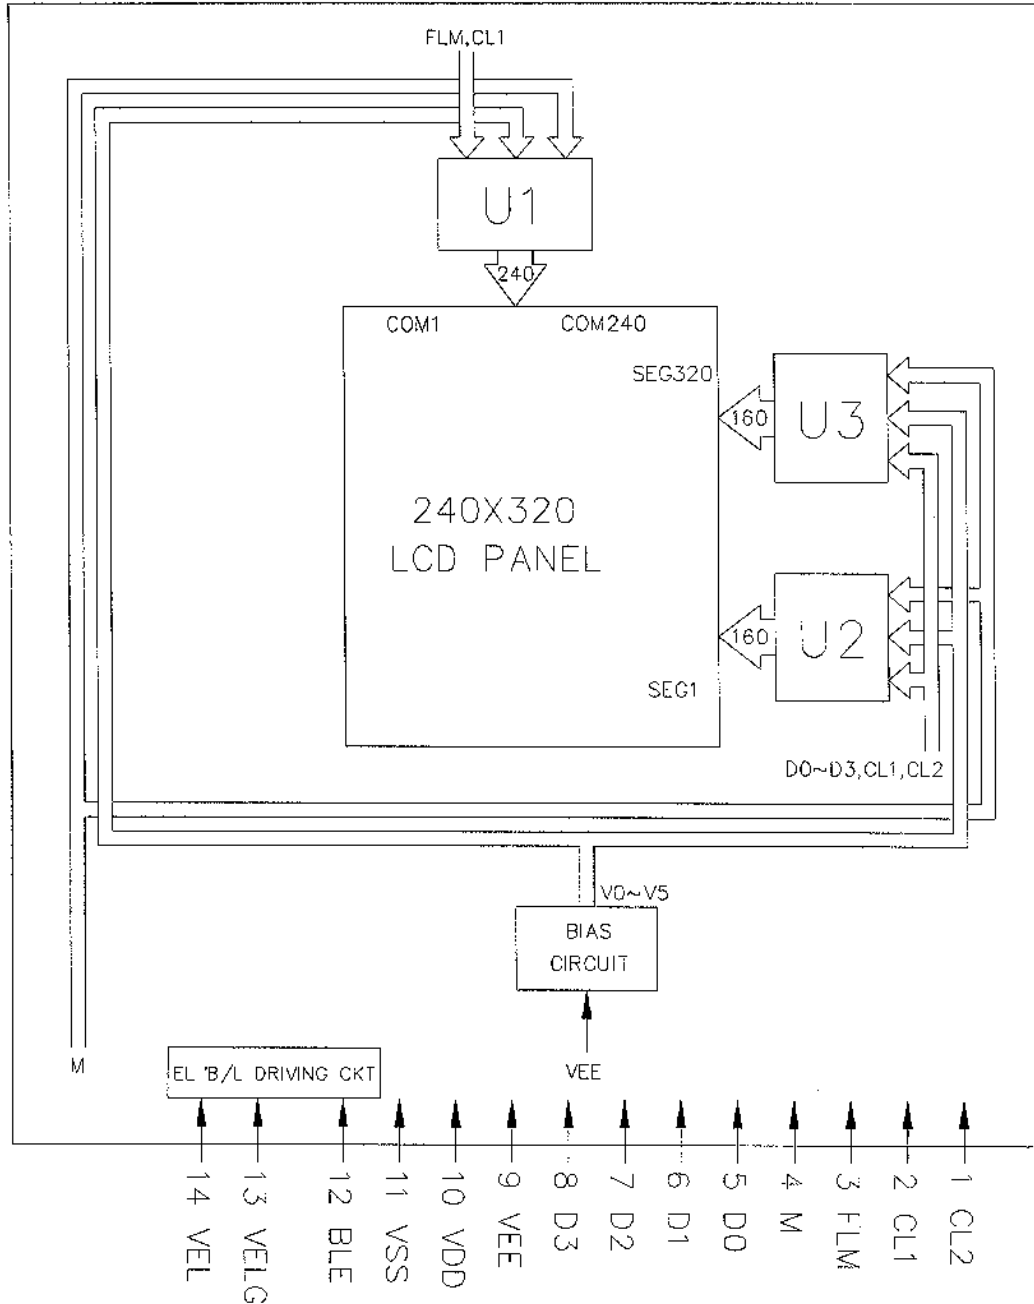 FLM,CL1
U1
240
COM1 COM240
SEG320
160
U3
240X320
LCD PANEL
160
U2
SEG1
D0~D3,CL1,CL2
V0~V5
BIAS
CIRCUIT
M
EL B/L DRIVING CKT
VEE
14 VEL
13 VELG
12 BLE
11 VSS
10 VDD
9 VEE
8 D3
7 D2
6 D1
5 D0
4 M
3 FLM
2 CL1
1 CL2